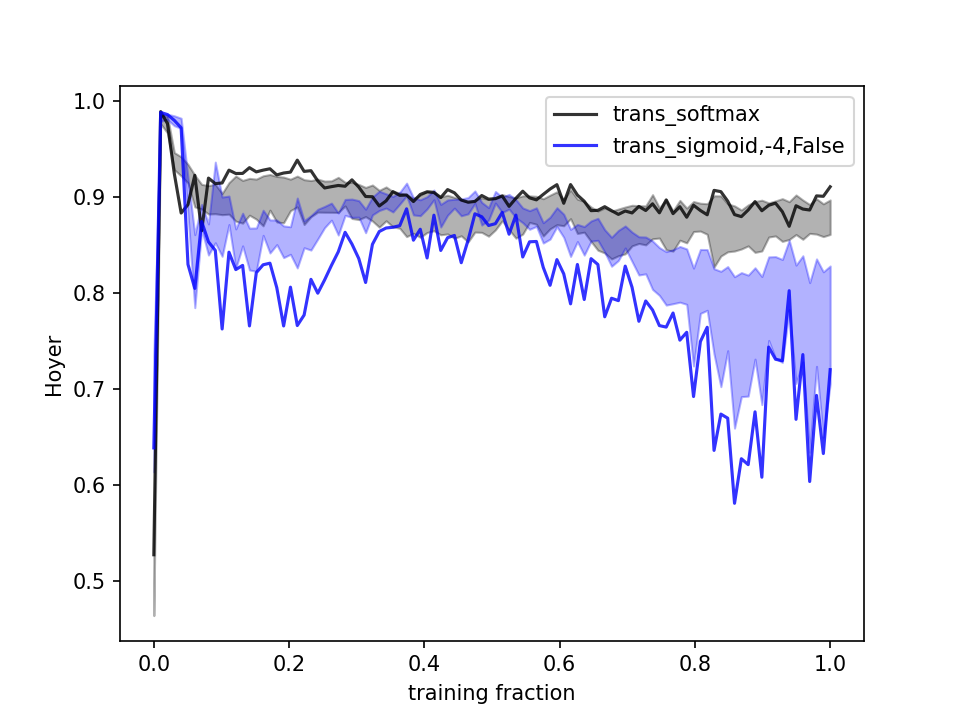 trans_softmax
trans_sigmoid,-4,False
1.0
0.9
0.8
0.7
0.6
0.5
Hoyer
0.0 0.2 0.4 0.6 0.8 1.0
training fraction